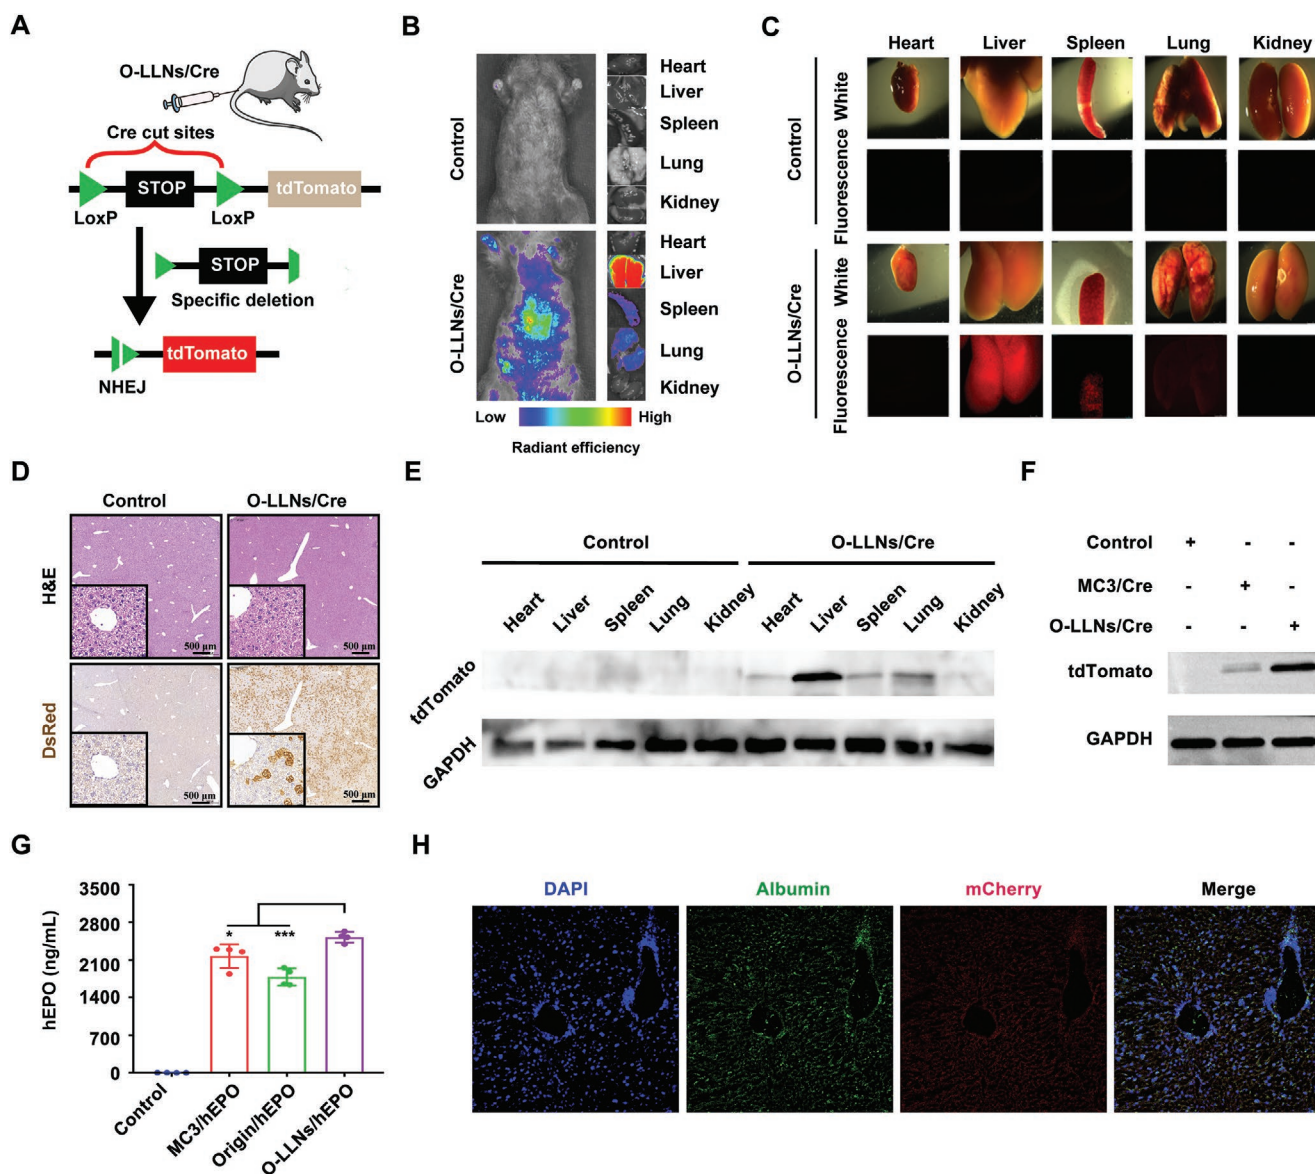 A
O-LLNs/Cre
Cre cut sites
STOP
tdTomato
LoxP
LoxP
STOP
Specific deletion
tdTomato
NHEJ
B
Control
Heart
Liver
Spleen
Lung
Kidney
O-LLNs/Cre
Heart
Liver
Spleen
Lung
Kidney
Low
High
Radiant efficiency
C
Heart
Liver
Spleen
Lung
Kidney
Control
White
Fluorescence
O-LLNs/Cre
White
Fluorescence
D
Control
O-LLNs/Cre
H&E
500 μm
500 μm
DsRed
500 μm
500 μm
E
Control
O-LLNs/Cre
Heart
Liver
Spleen
Lung
Kidney
Heart
Liver
Spleen
Lung
Kidney
tdTomato
GAPDH
F
Control + - -
MC3/Cre - + -
O-LLNs/Cre - - +
tdTomato
GAPDH
G
hEPO (ng/mL)
3500
2800
2100
1400
700
0
* ***
Control
MC3/hEPO
Origin/hEPO
O-LLNs/hEPO
H
DAPI
Albumin
mCherry
Merge